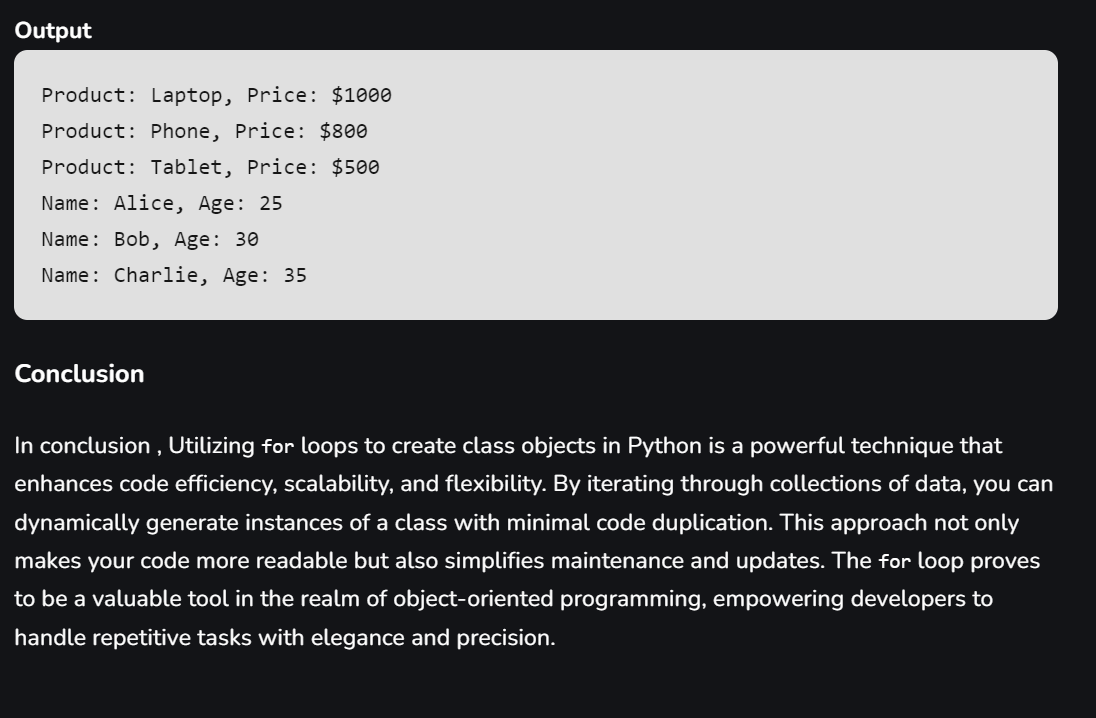 Output
Product: Laptop, Price: $1000
Product: Phone, Price: $800
Product: Tablet, Price: $500
Name: Alice, Age: 25
Name: Bob, Age: 30
Name: Charlie, Age: 35
Conclusion
In conclusion , Utilizing for loops to create class objects in Python is a powerful technique that
enhances code efficiency, scalability, and flexibility. By iterating through collections of data, you can
dynamically generate instances of a class with minimal code duplication. This approach not only
makes your code more readable but also simplifies maintenance and updates. The for loop proves
to be a valuable tool in the realm of object-oriented programming, empowering developers to
handle repetitive tasks with elegance and precision.